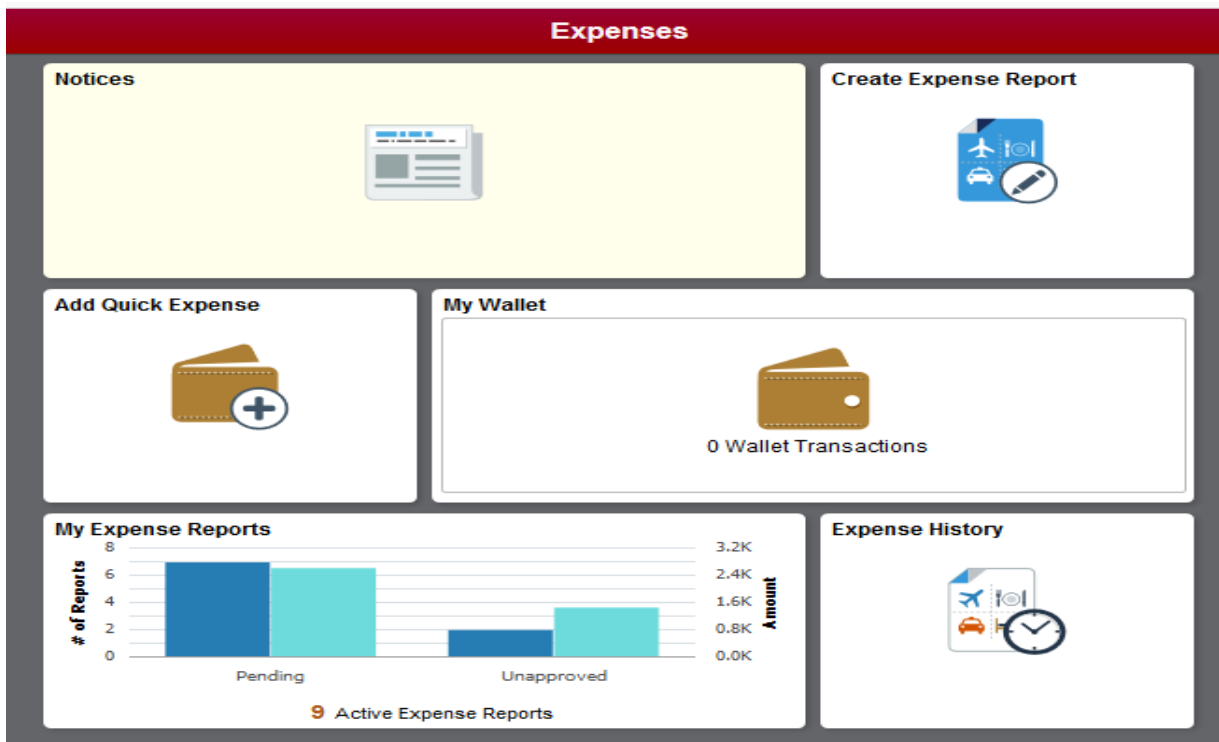 Expenses
Notices
Create Expense Report
Add Quick Expense
My Wallet
0 Wallet Transactions
My Expense Reports
# of Reports
8
6
4
2
0
3.2K
2.4K
1.6K
0.8K
0.0K
Amount
Pending
Unapproved
9 Active Expense Reports
Expense History